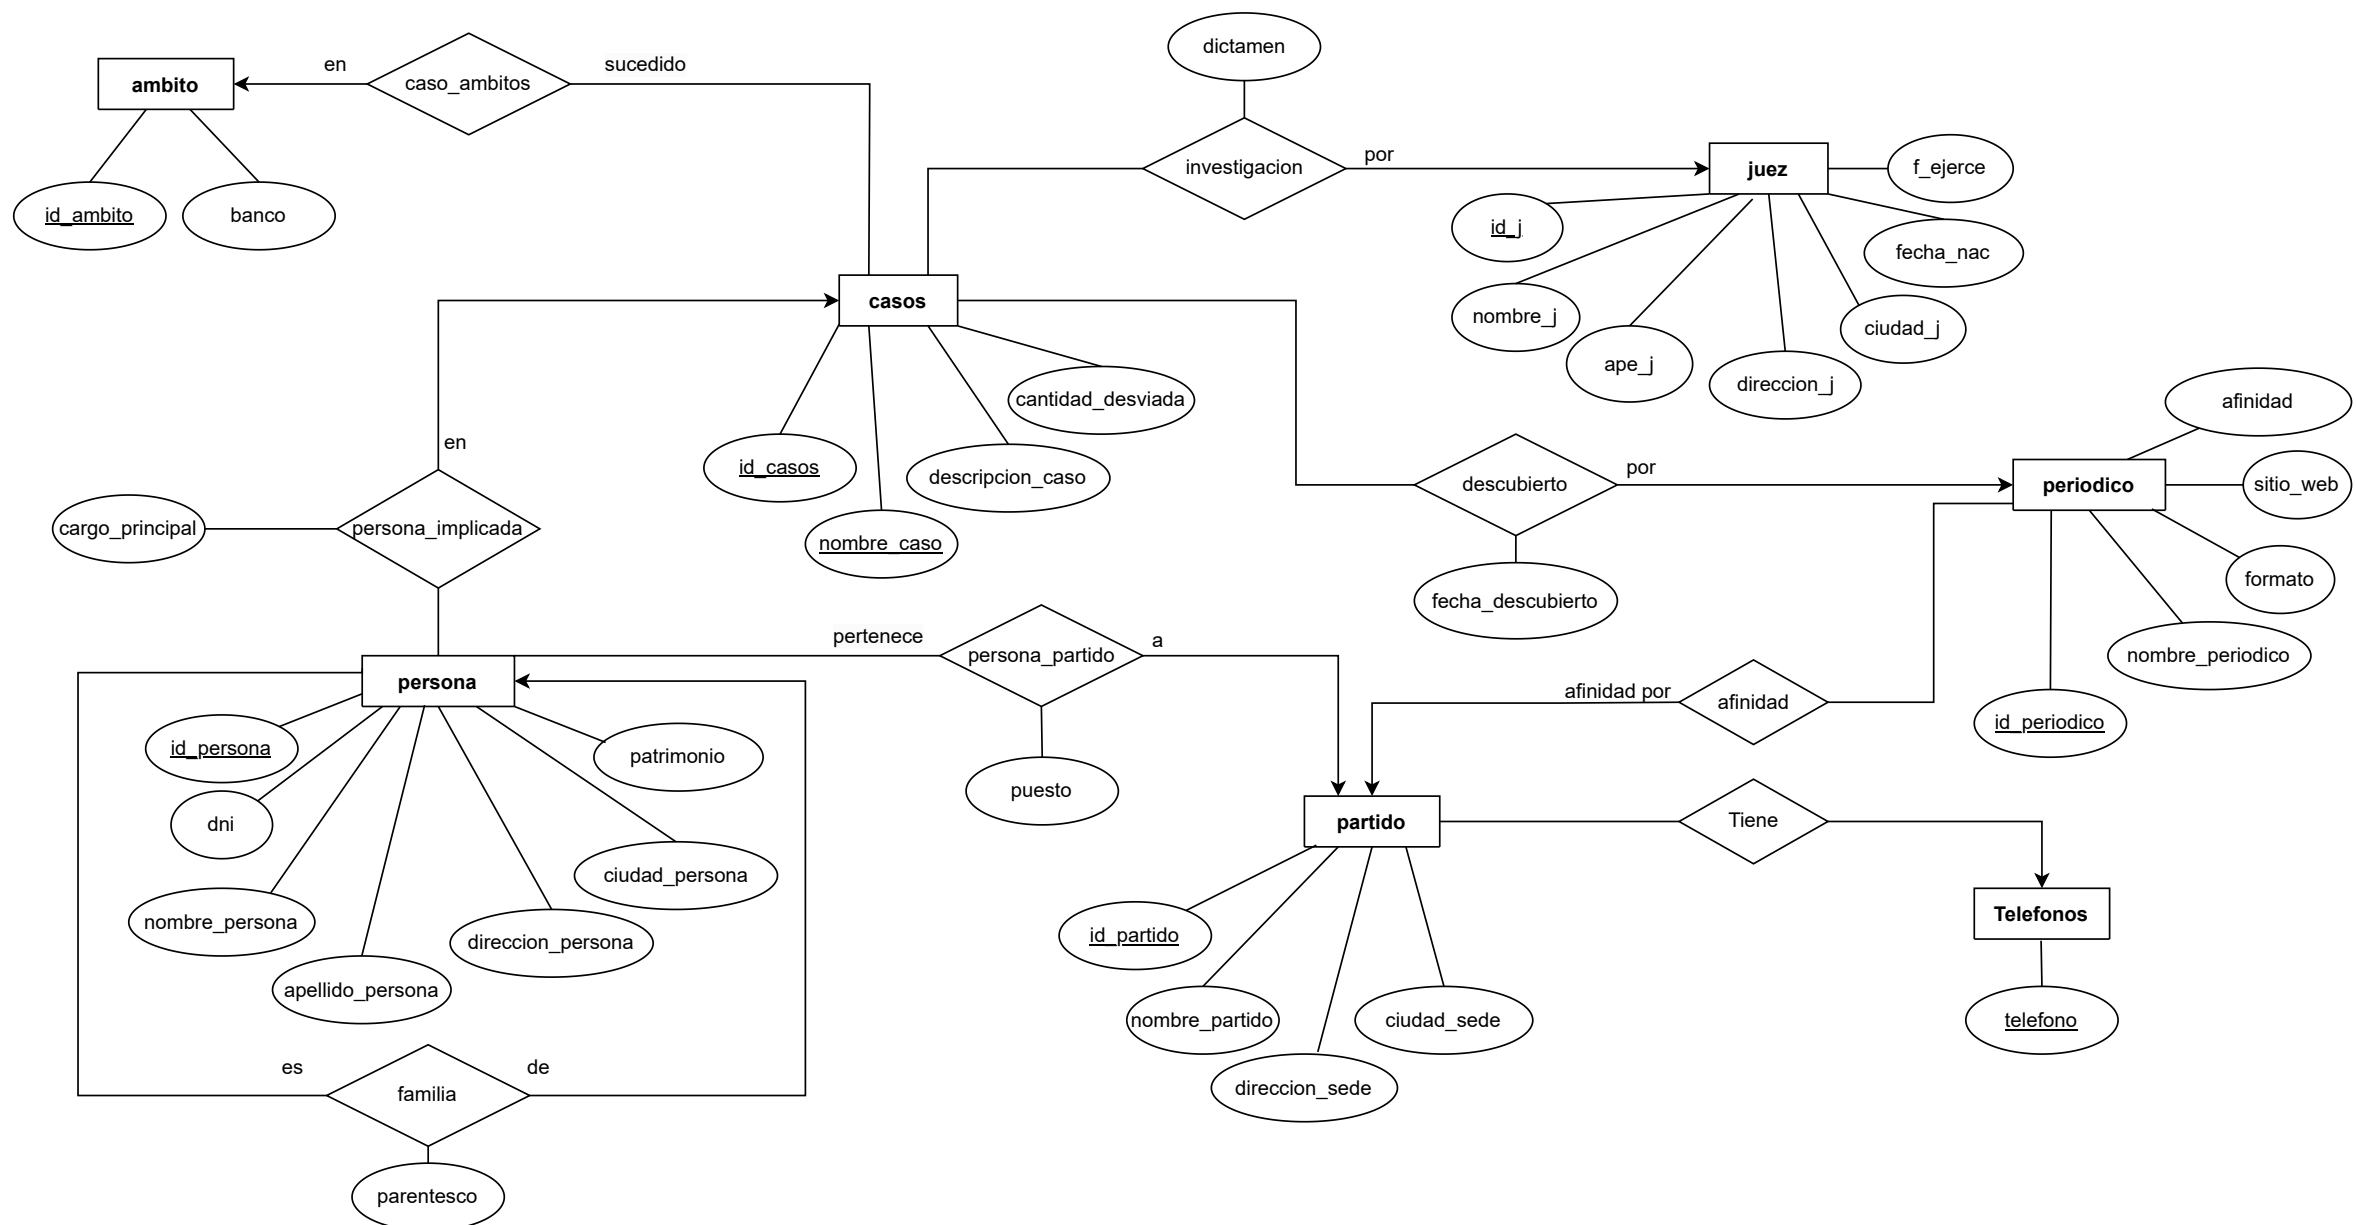 dictamen
en
sucedido
ambito
caso_ambitos
investigacion
por
juez
f_ejerce
id_ambito
banco
id_j
fecha_nac
casos
nombre_j
ciudad_j
ape_j
direccion_j
cantidad_desviada
afinidad
en
id_casos
descripcion_caso
descubierto
por
periodico
sitio_web
cargo_principal
persona_implicada
nombre_caso
formato
fecha_descubierto
pertenece
persona_partido
a
nombre_periodico
persona
afinidad por
afinidad
id_periodico
id_persona
patrimonio
puesto
dni
partido
Tiene
ciudad_persona
nombre_persona
direccion_persona
id_partido
Telefonos
apellido_persona
nombre_partido
ciudad_sede
telefono
es
de
familia
direccion_sede
parentesco